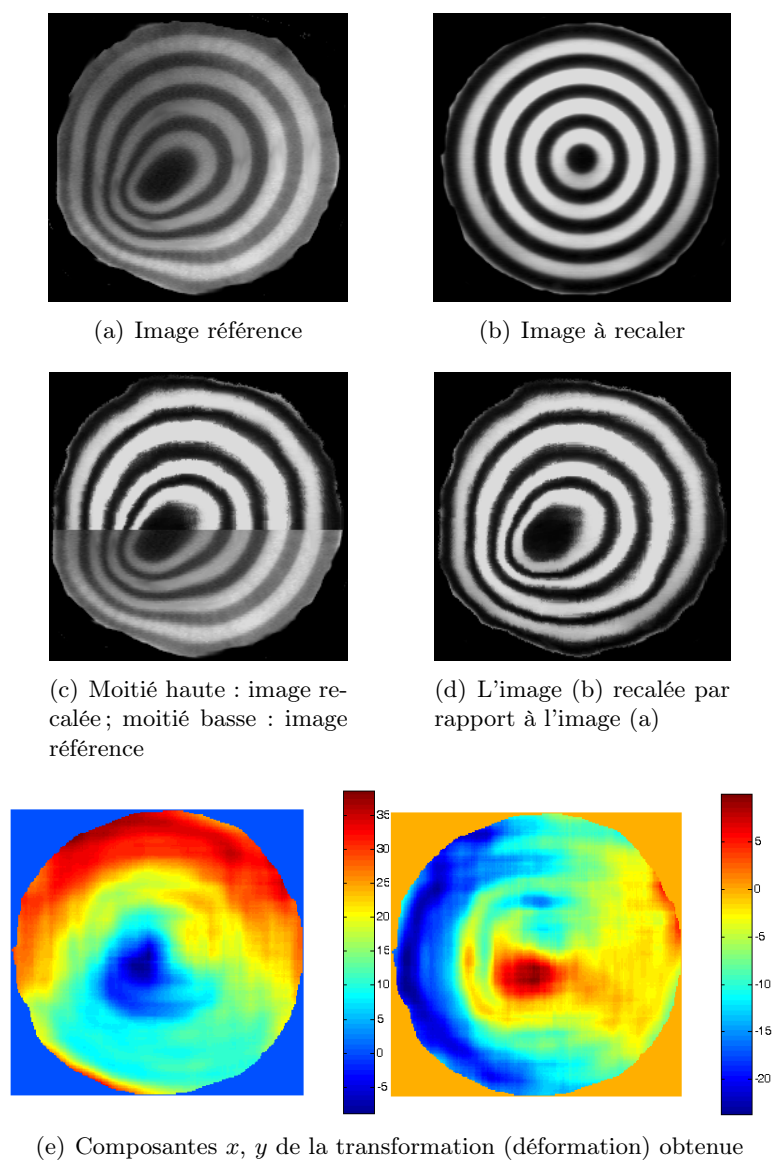 (a) Image référence
(b) Image à recaler
(c) Moitié haute : image re-
calée ; moitié basse : image
référence
(d) L'image (b) recalée par
rapport à l'image (a)
35
30
25
20
15
10
5
0
-5
5
0
-5
-10
-15
-20
(e) Composantes x, y de la transformation (déformation) obtenue